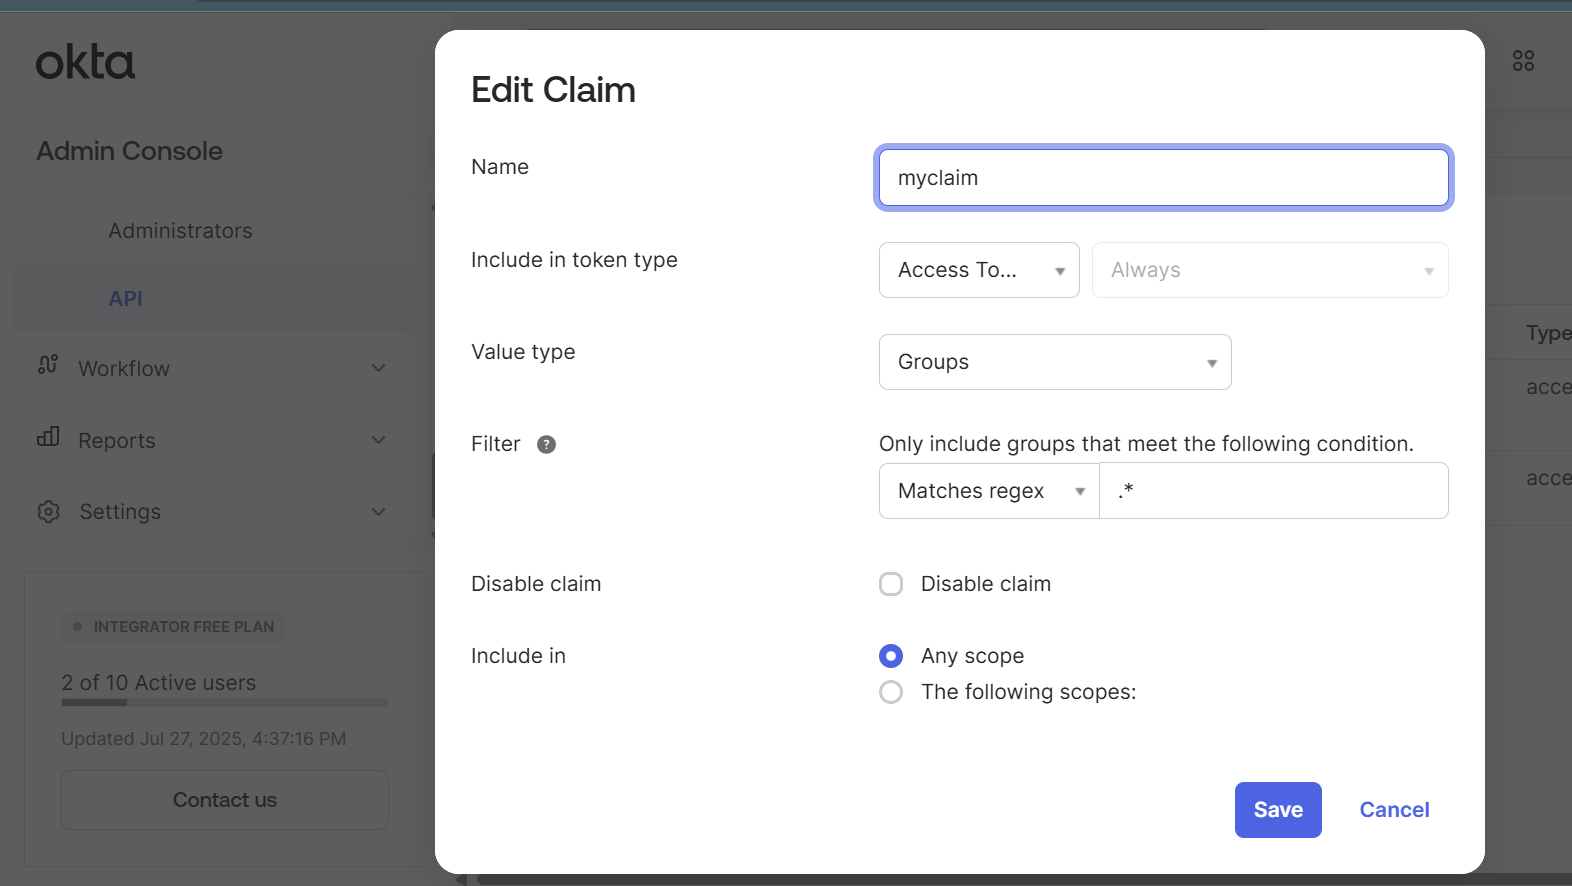 okta
Admin Console
Administrators
API
Workflow
Reports
Settings
INTEGRATOR FREE PLAN
2 of 10 Active users
Updated Jul 27, 2025, 4:37:16 PM
Contact us
Edit Claim
Name
myclaim
Include in token type
Access To...
Always
Value type
Groups
Filter ?
Only include groups that meet the following condition.
Matches regex
.*
Disable claim
Disable claim
Include in
Any scope
The following scopes:
Save
Cancel
Type
acce
acce